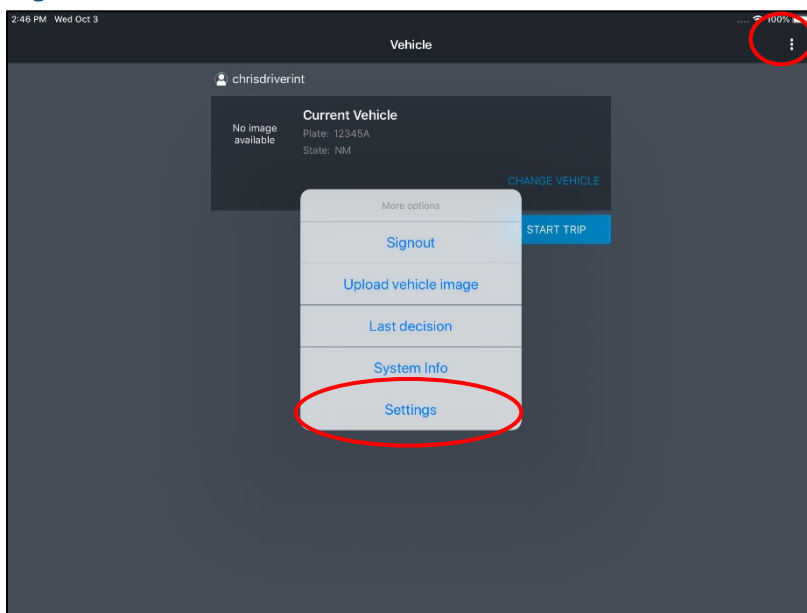 2:46 PM Wed Oct 3
100%
Vehicle
chrisdriverint
No image
available
Current Vehicle
Plate: 12345A
State: NM
CHANGE VEHICLE
START TRIP
More options
Signout
Upload vehicle image
Last decision
System Info
Settings